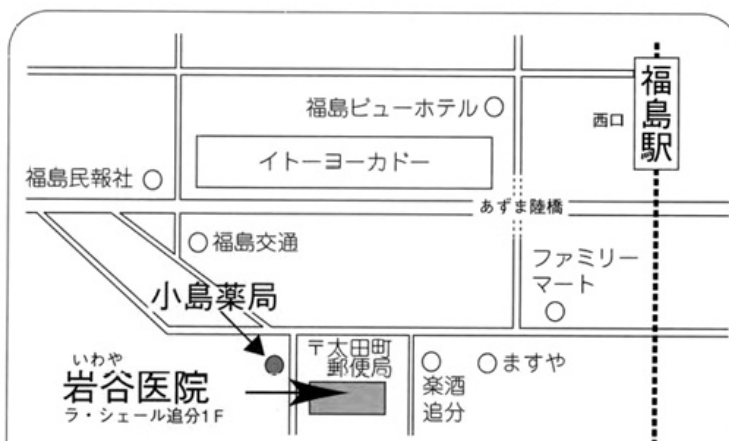 福島駅
西口
福島ビューホテル
イトーヨーカドー
福島民報社
あずま陸橋
福島交通
ファミリー
マート
小島薬局
〒太田町
郵便局
いわや
岩谷医院
ラ・シェール追分1F
楽酒
追分
ますや